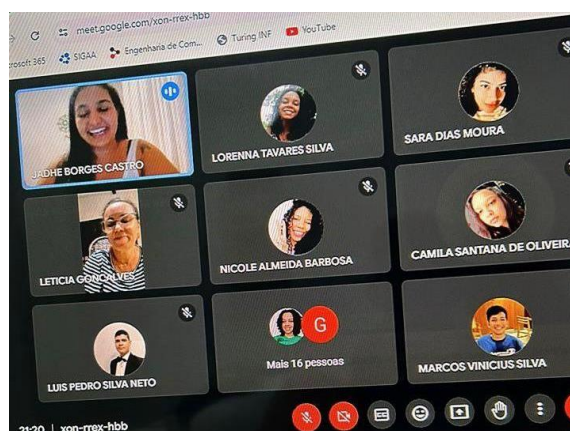 meet.google.com/xon-rrex-hbb
rosoft 365 SIGAA Engenharia de Com... Turing INF YouTube
JADHE BORGES CASTRO
LORENNA TAVARES SILVA
SARA DIAS MOURA
LETICIA GONÇALVES
NICOLE ALMEIDA BARBOSA
CAMILA SANTANA DE OLIVEIRA
LUIS PEDRO SILVA NETO
G
Mais 16 pessoas
MARCOS VINICIUS SILVA
21:20 | xon-rrex-hbb